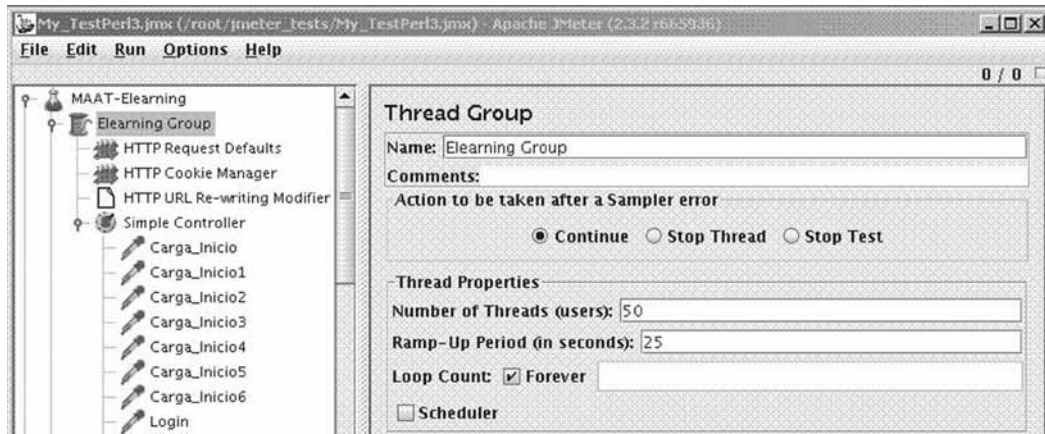 My_TestPerl3.jmx (/root/jmeter_tests/My_TestPerl3.jmx) - Apache JMeter (2.3.2 r665936)
File Edit Run Options Help
0 / 0
MAAT-Elearning
Elearning Group
HTTP Request Defaults
HTTP Cookie Manager
HTTP URL Re-writing Modifier
Simple Controller
Carga_Inicio
Carga_Inicio1
Carga_Inicio2
Carga_Inicio3
Carga_Inicio4
Carga_Inicio5
Carga_Inicio6
Login
Thread Group
Name: Elearning Group
Comments:
Action to be taken after a Sampler error
Continue Stop Thread Stop Test
Thread Properties
Number of Threads (users): 50
Ramp-Up Period (in seconds): 25
Loop Count: Forever
Scheduler